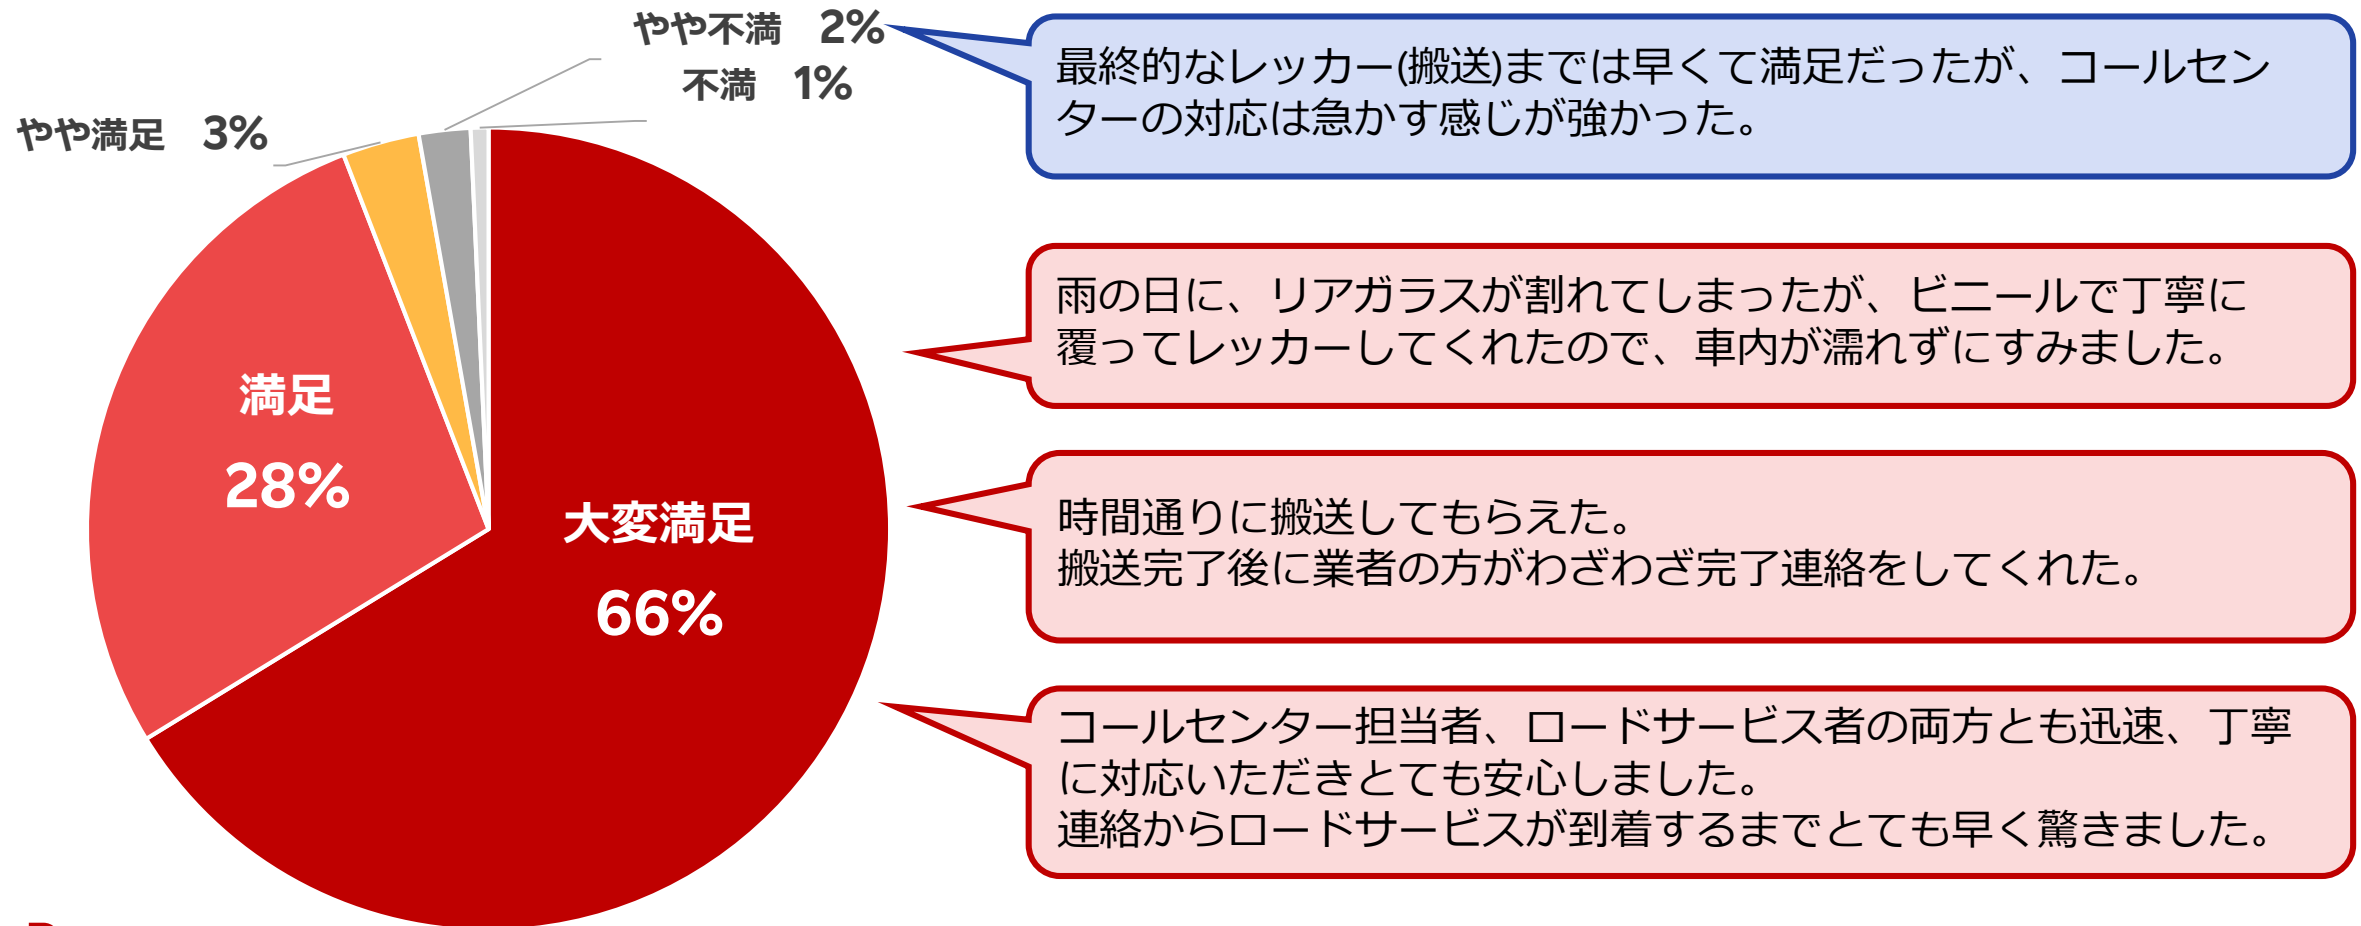 やや不満 2%
不満 1%
やや満足 3%
満足
28%
大変満足
66%
最終的なレッカー(搬送)までは早くて満足だったが、コールセン
ターの対応は急かす感じが強かった。
雨の日に、リアガラスが割れてしまったが、ビニールで丁寧に
覆ってレッカーしてくれたので、車内が濡れずにすみました。
時間通りに搬送してもらえた。
搬送完了後に業者の方がわざわざ完了連絡をしてくれた。
コールセンター担当者、ロードサービス者の両方とも迅速、丁寧
に対応いただきとても安心しました。
連絡からロードサービスが到着するまでとても早く驚きました。